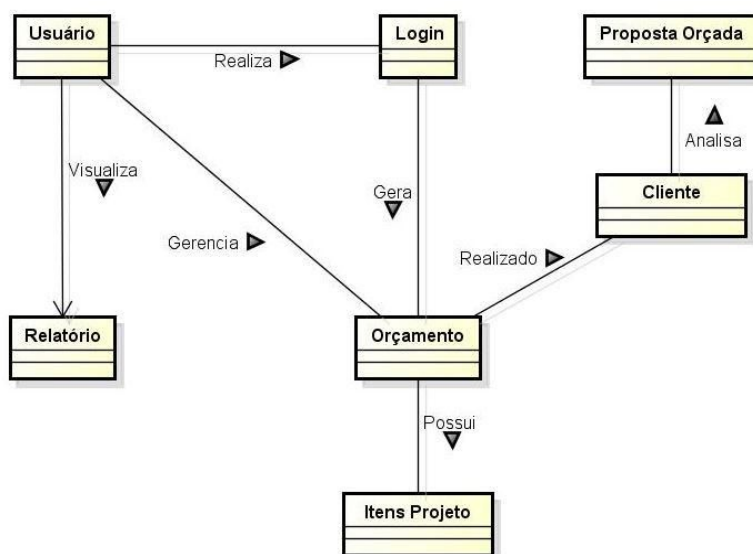 Usuário
Login
Proposta Orçada
Realiza
Analisa
Visualiza
Gera
Cliente
Gerencia
Realizado
Relatório
Orçamento
Possui
Itens Projeto